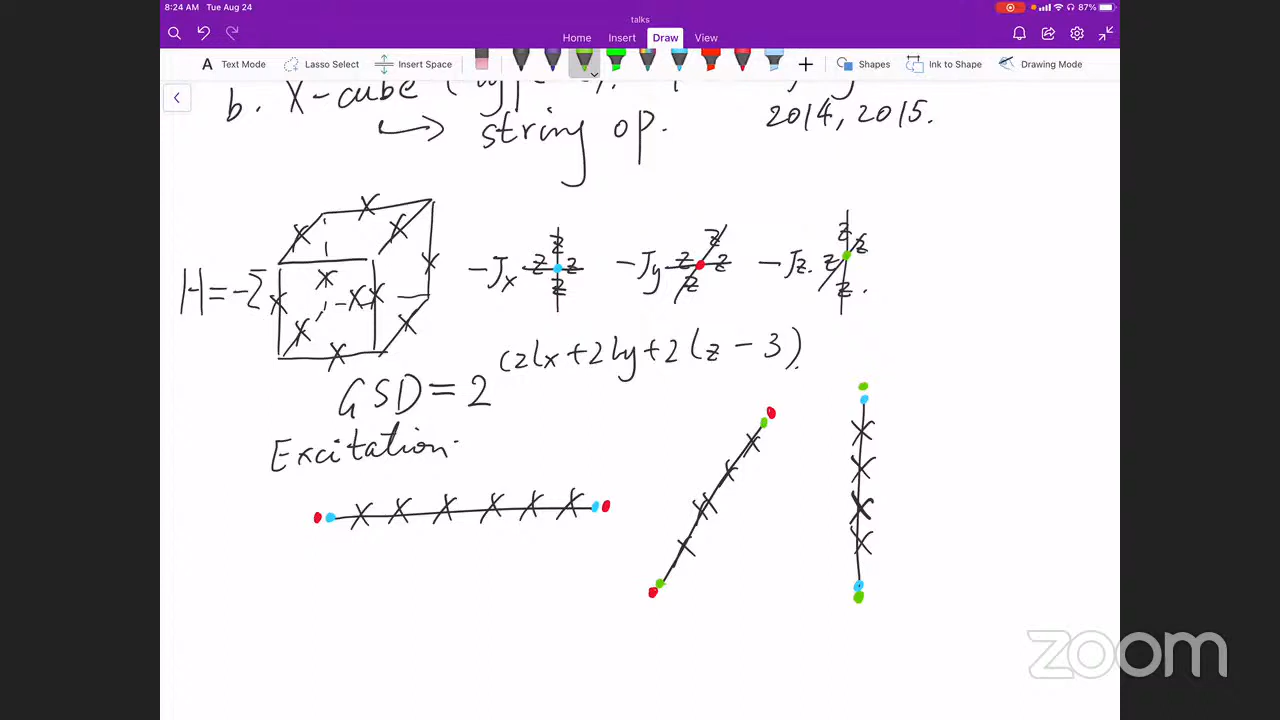 8:24 AM Tue Aug 24
87%
talks
Home Insert Draw View
Text Mode Lasso Select Insert Space + Shapes Ink to Shape Drawing Mode
b. X-cube
2014, 2015.
string op.
H=-Σ X X X X X X X X X X X X -Jx Z Z Z Z -Jy Z Z Z Z -Jz. Z Z Z Z.
GSD = 2^(2lx+2ly+2lz-3).
Excitation.
X X X X X X
X X X X
X X X X
zoom